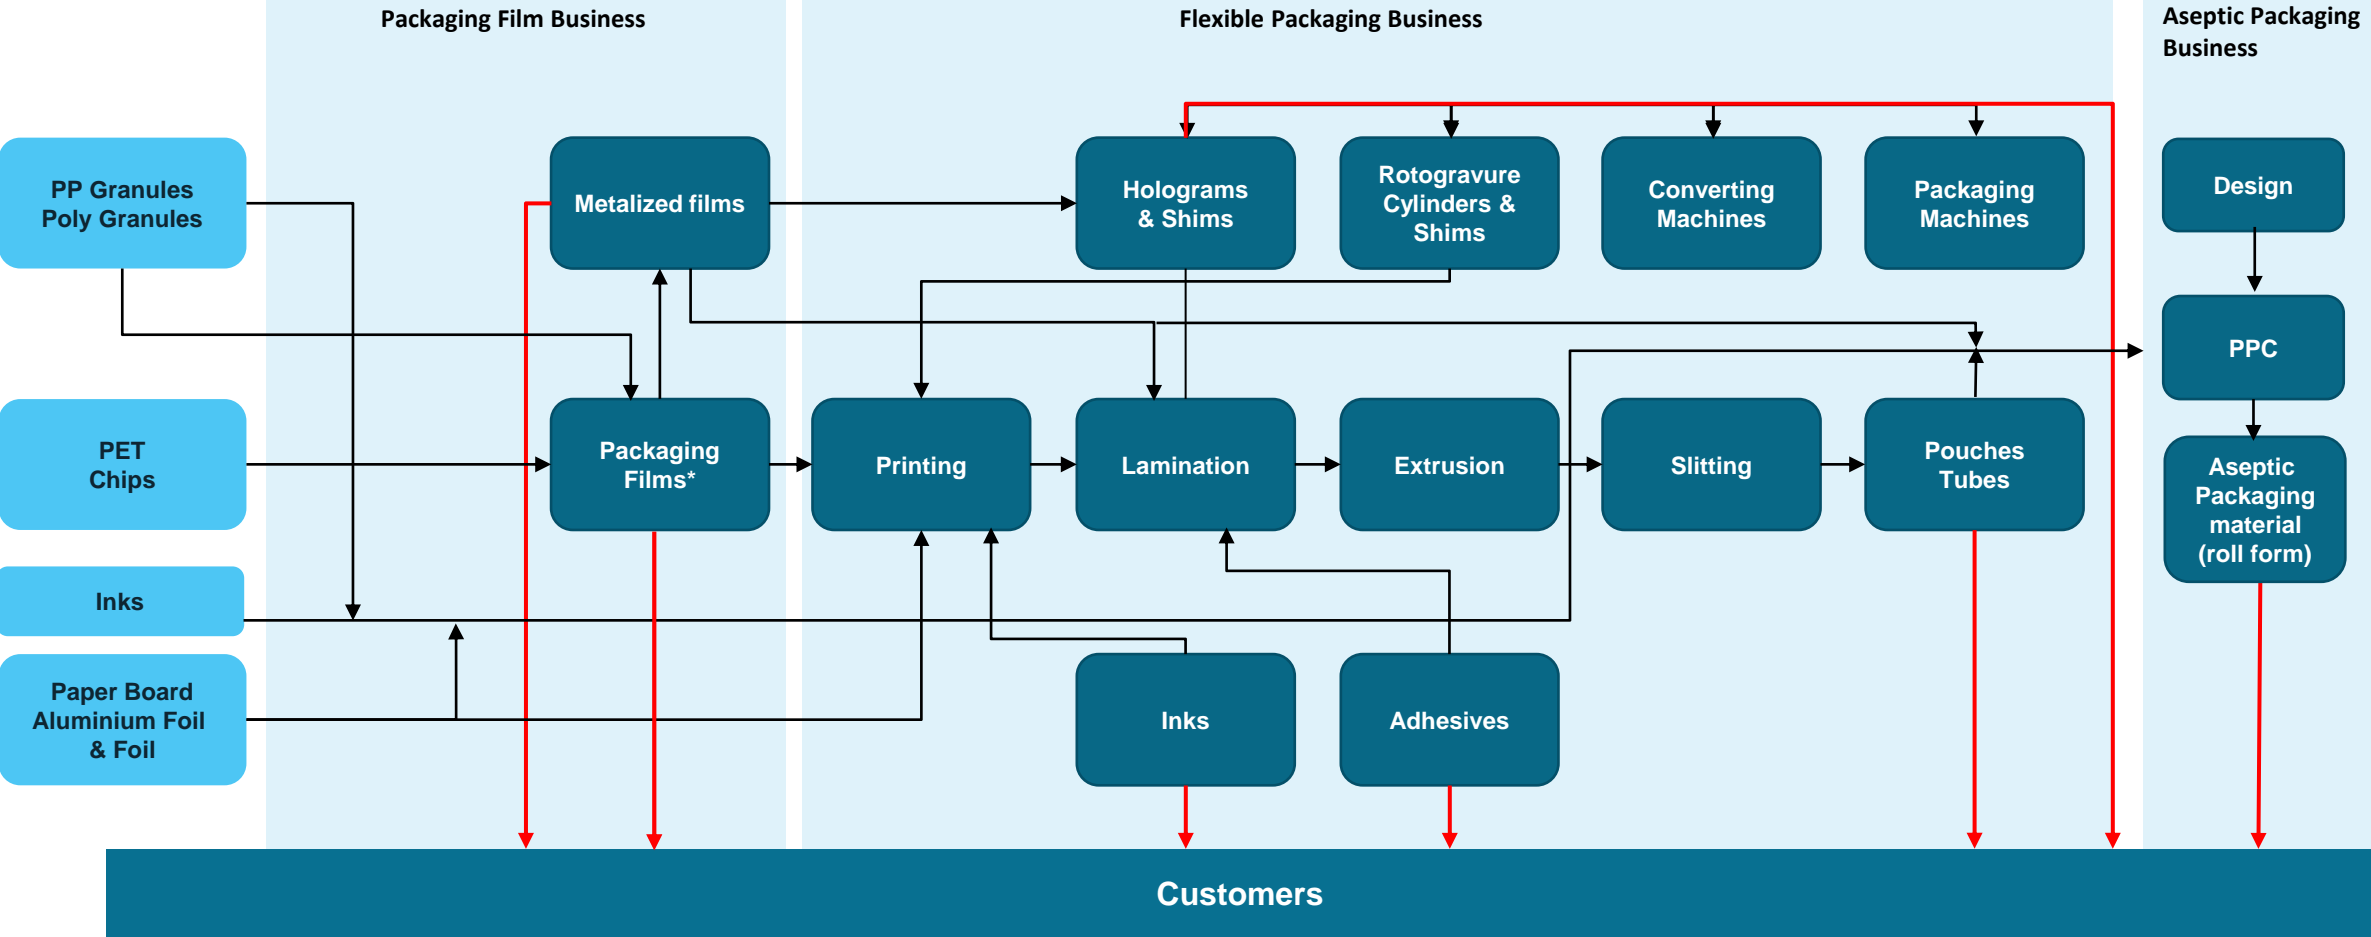 Packaging Film Business
Flexible Packaging Business
Aseptic Packaging
Business
PP Granules
Poly Granules
Metalized films
Holograms
& Shims
Rotogravure
Cylinders &
Shims
Converting
Machines
Packaging
Machines
Design
PPC
PET
Chips
Packaging
Films*
Printing
Lamination
Extrusion
Slitting
Pouches
Tubes
Aseptic
Packaging
material
(roll form)
Inks
Paper Board
Aluminium Foil
& Foil
Inks
Adhesives
Customers